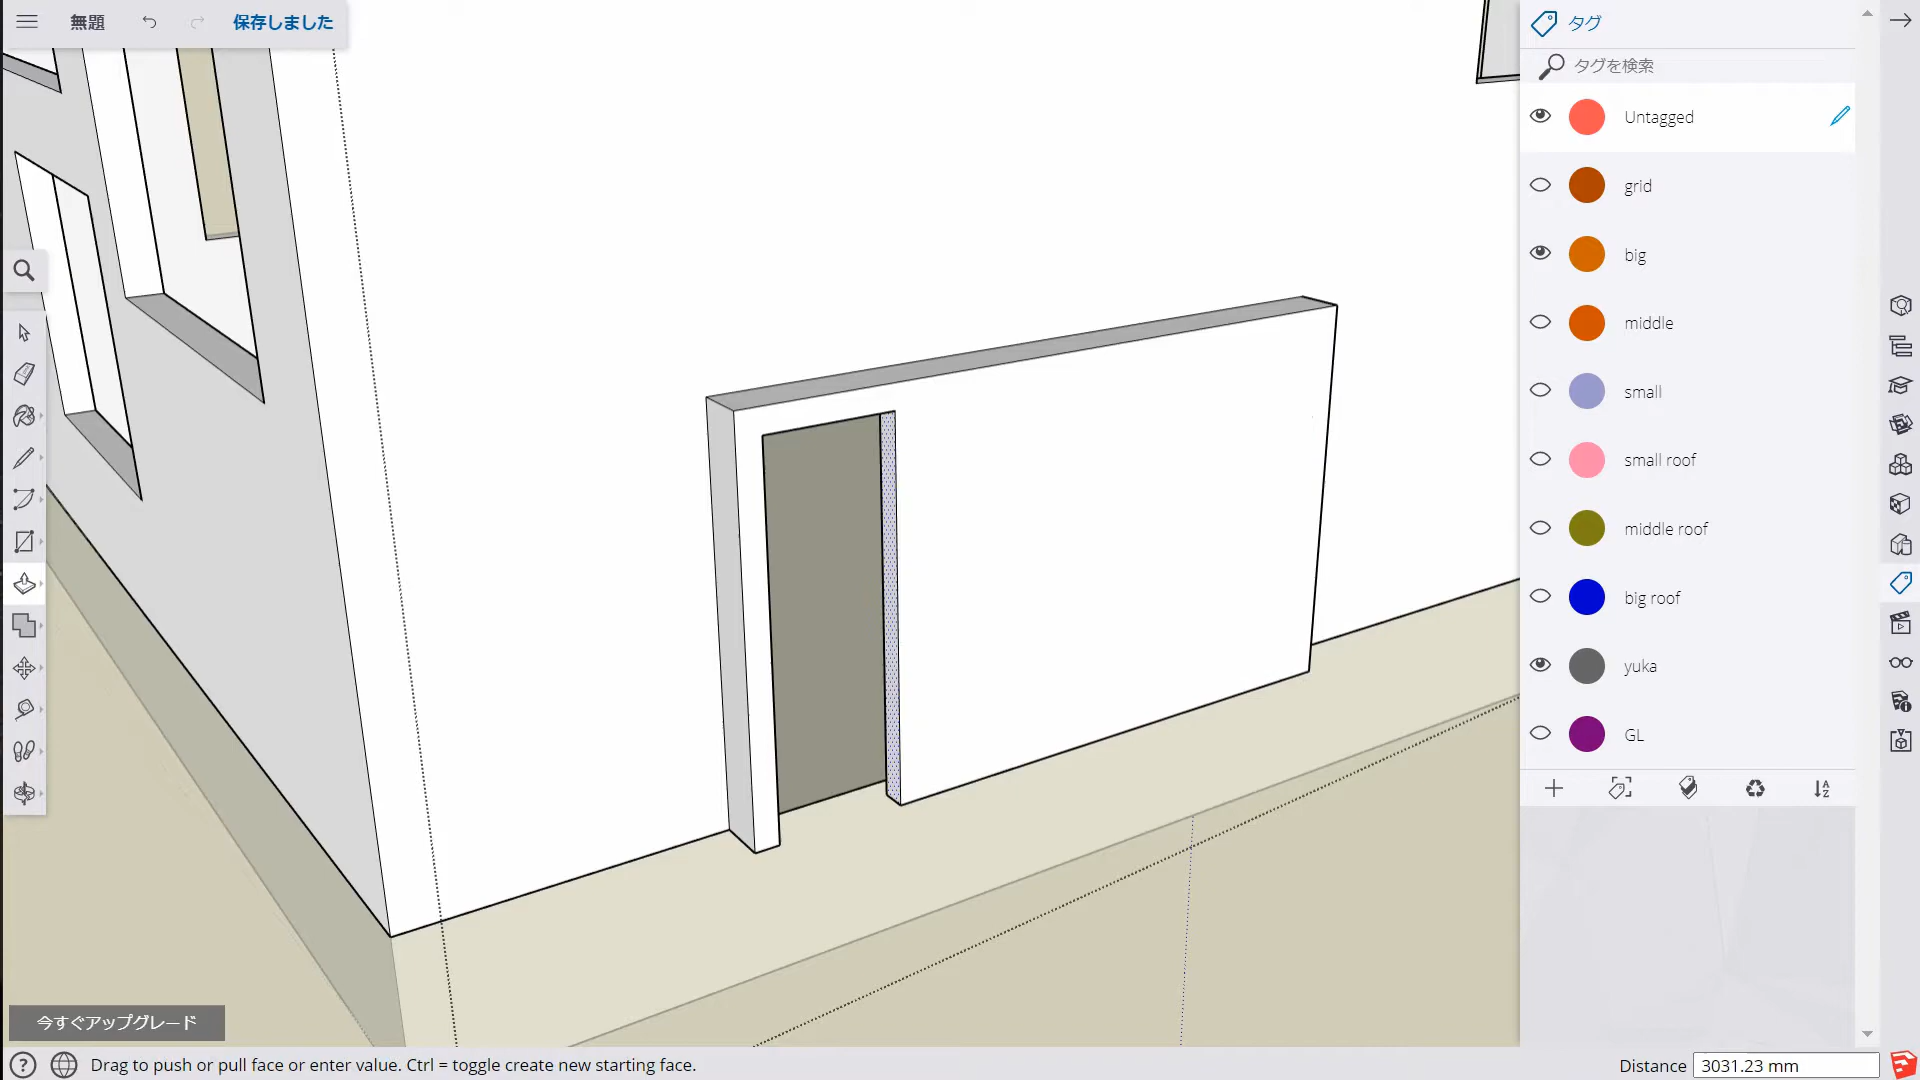 無題
保存しました
タグ
タグを検索
Untagged
grid
big
middle
small
small roof
middle roof
big roof
yuka
GL
今すぐアップグレード
Drag to push or pull face or enter value. Ctrl = toggle create new starting face.
Distance 3031.23 mm